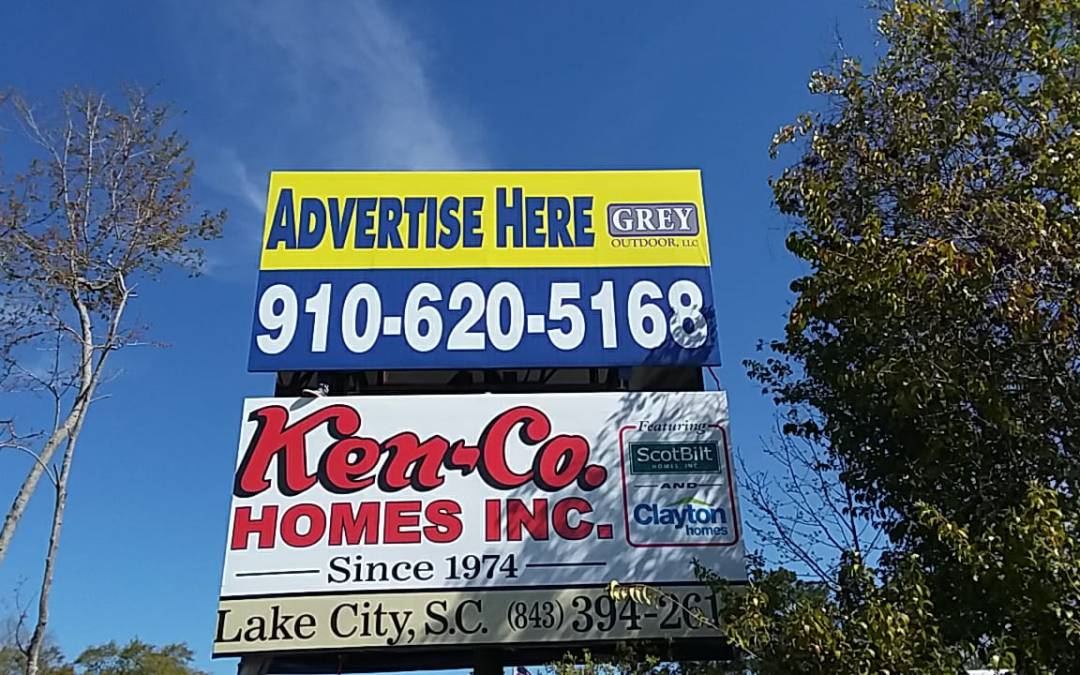 ADVERTISE HERE
GREY
OUTDOOR, LLC
910-620-5168
Ken-Co.
HOMES INC.
Since 1974
Featuring
ScotBilt
HOMES INC
AND
Clayton
homes
Lake City, S.C. (843)